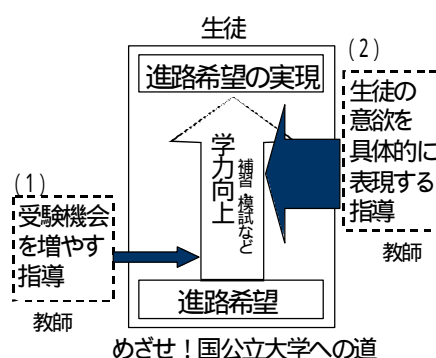 生徒
進路希望の実現
学力向上
補習・模試など
進路希望
(1)
受験機会
を増やす
指導
教師
(2)
生徒の
意欲を
具体的に
表現する
指導
教師
めざせ！国公立大学への道